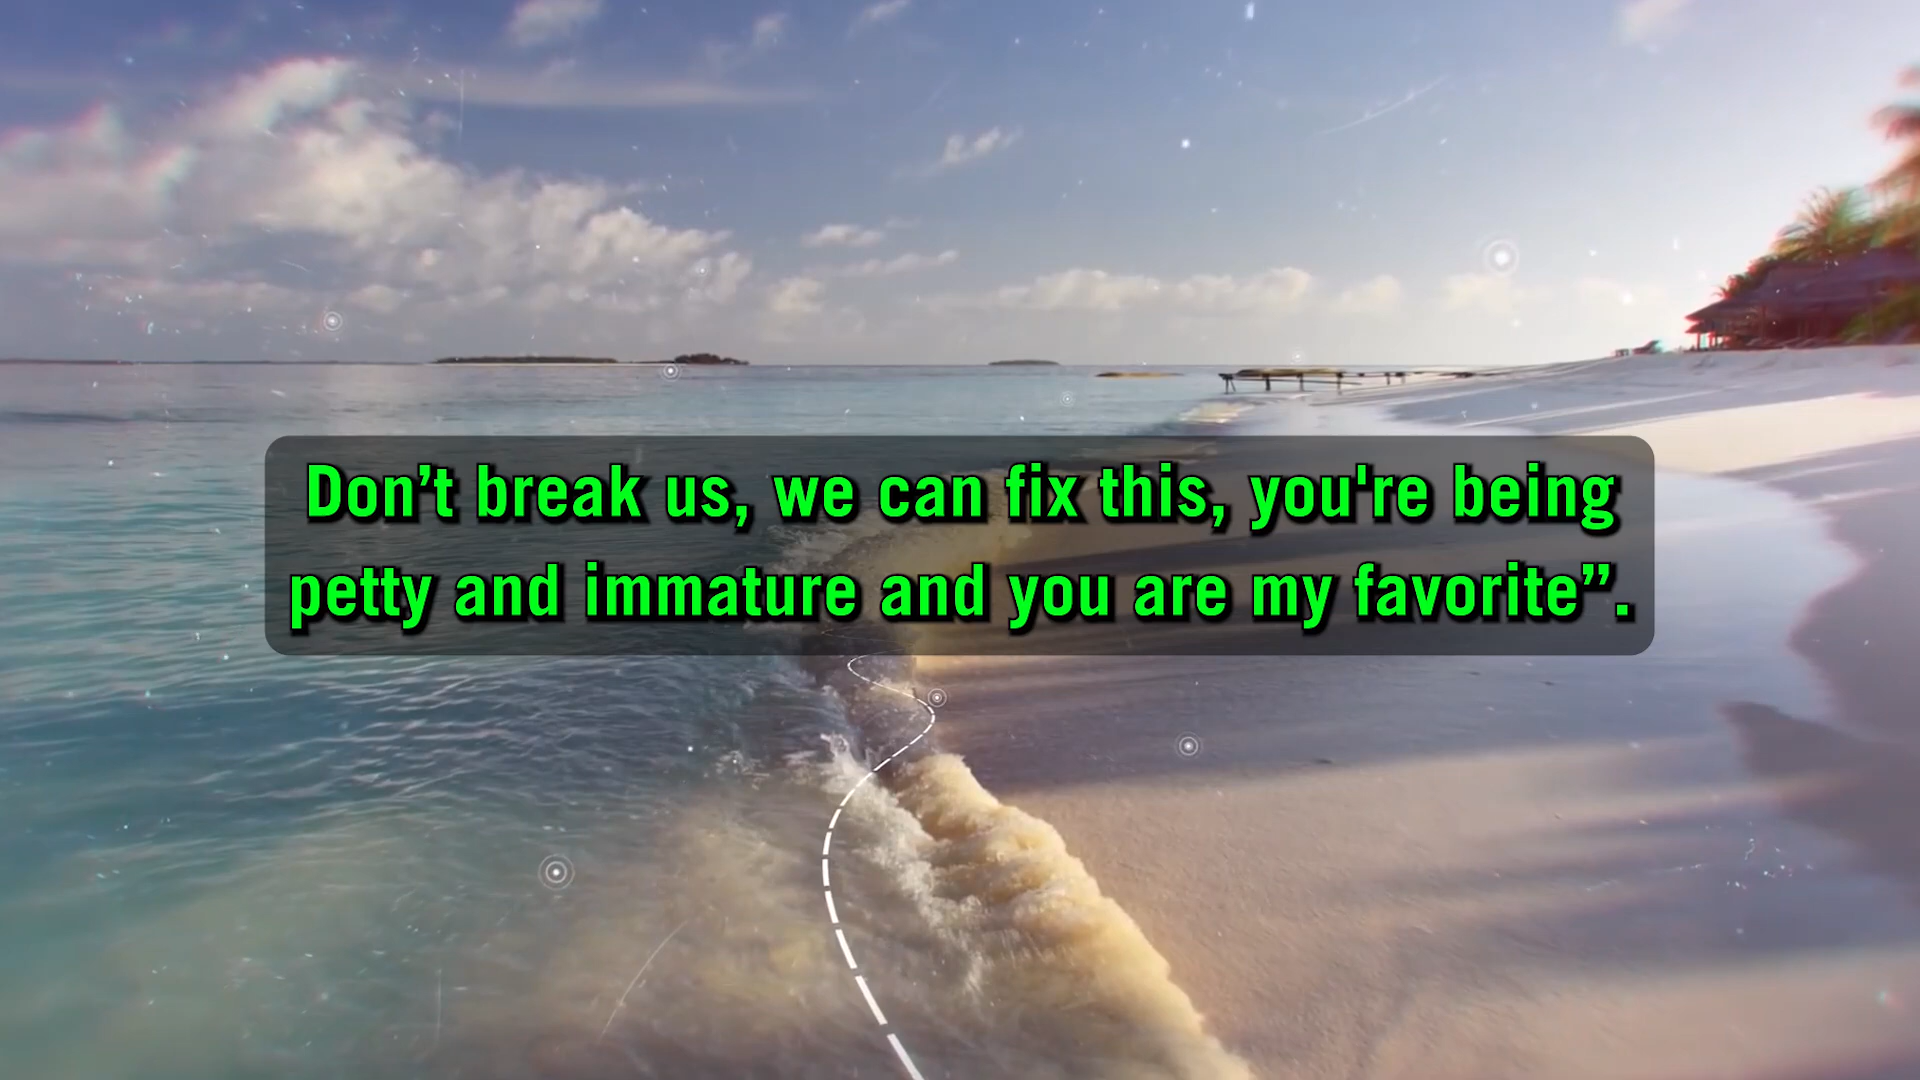 Don’t break us, we can fix this, you're being
petty and immature and you are my favorite”.